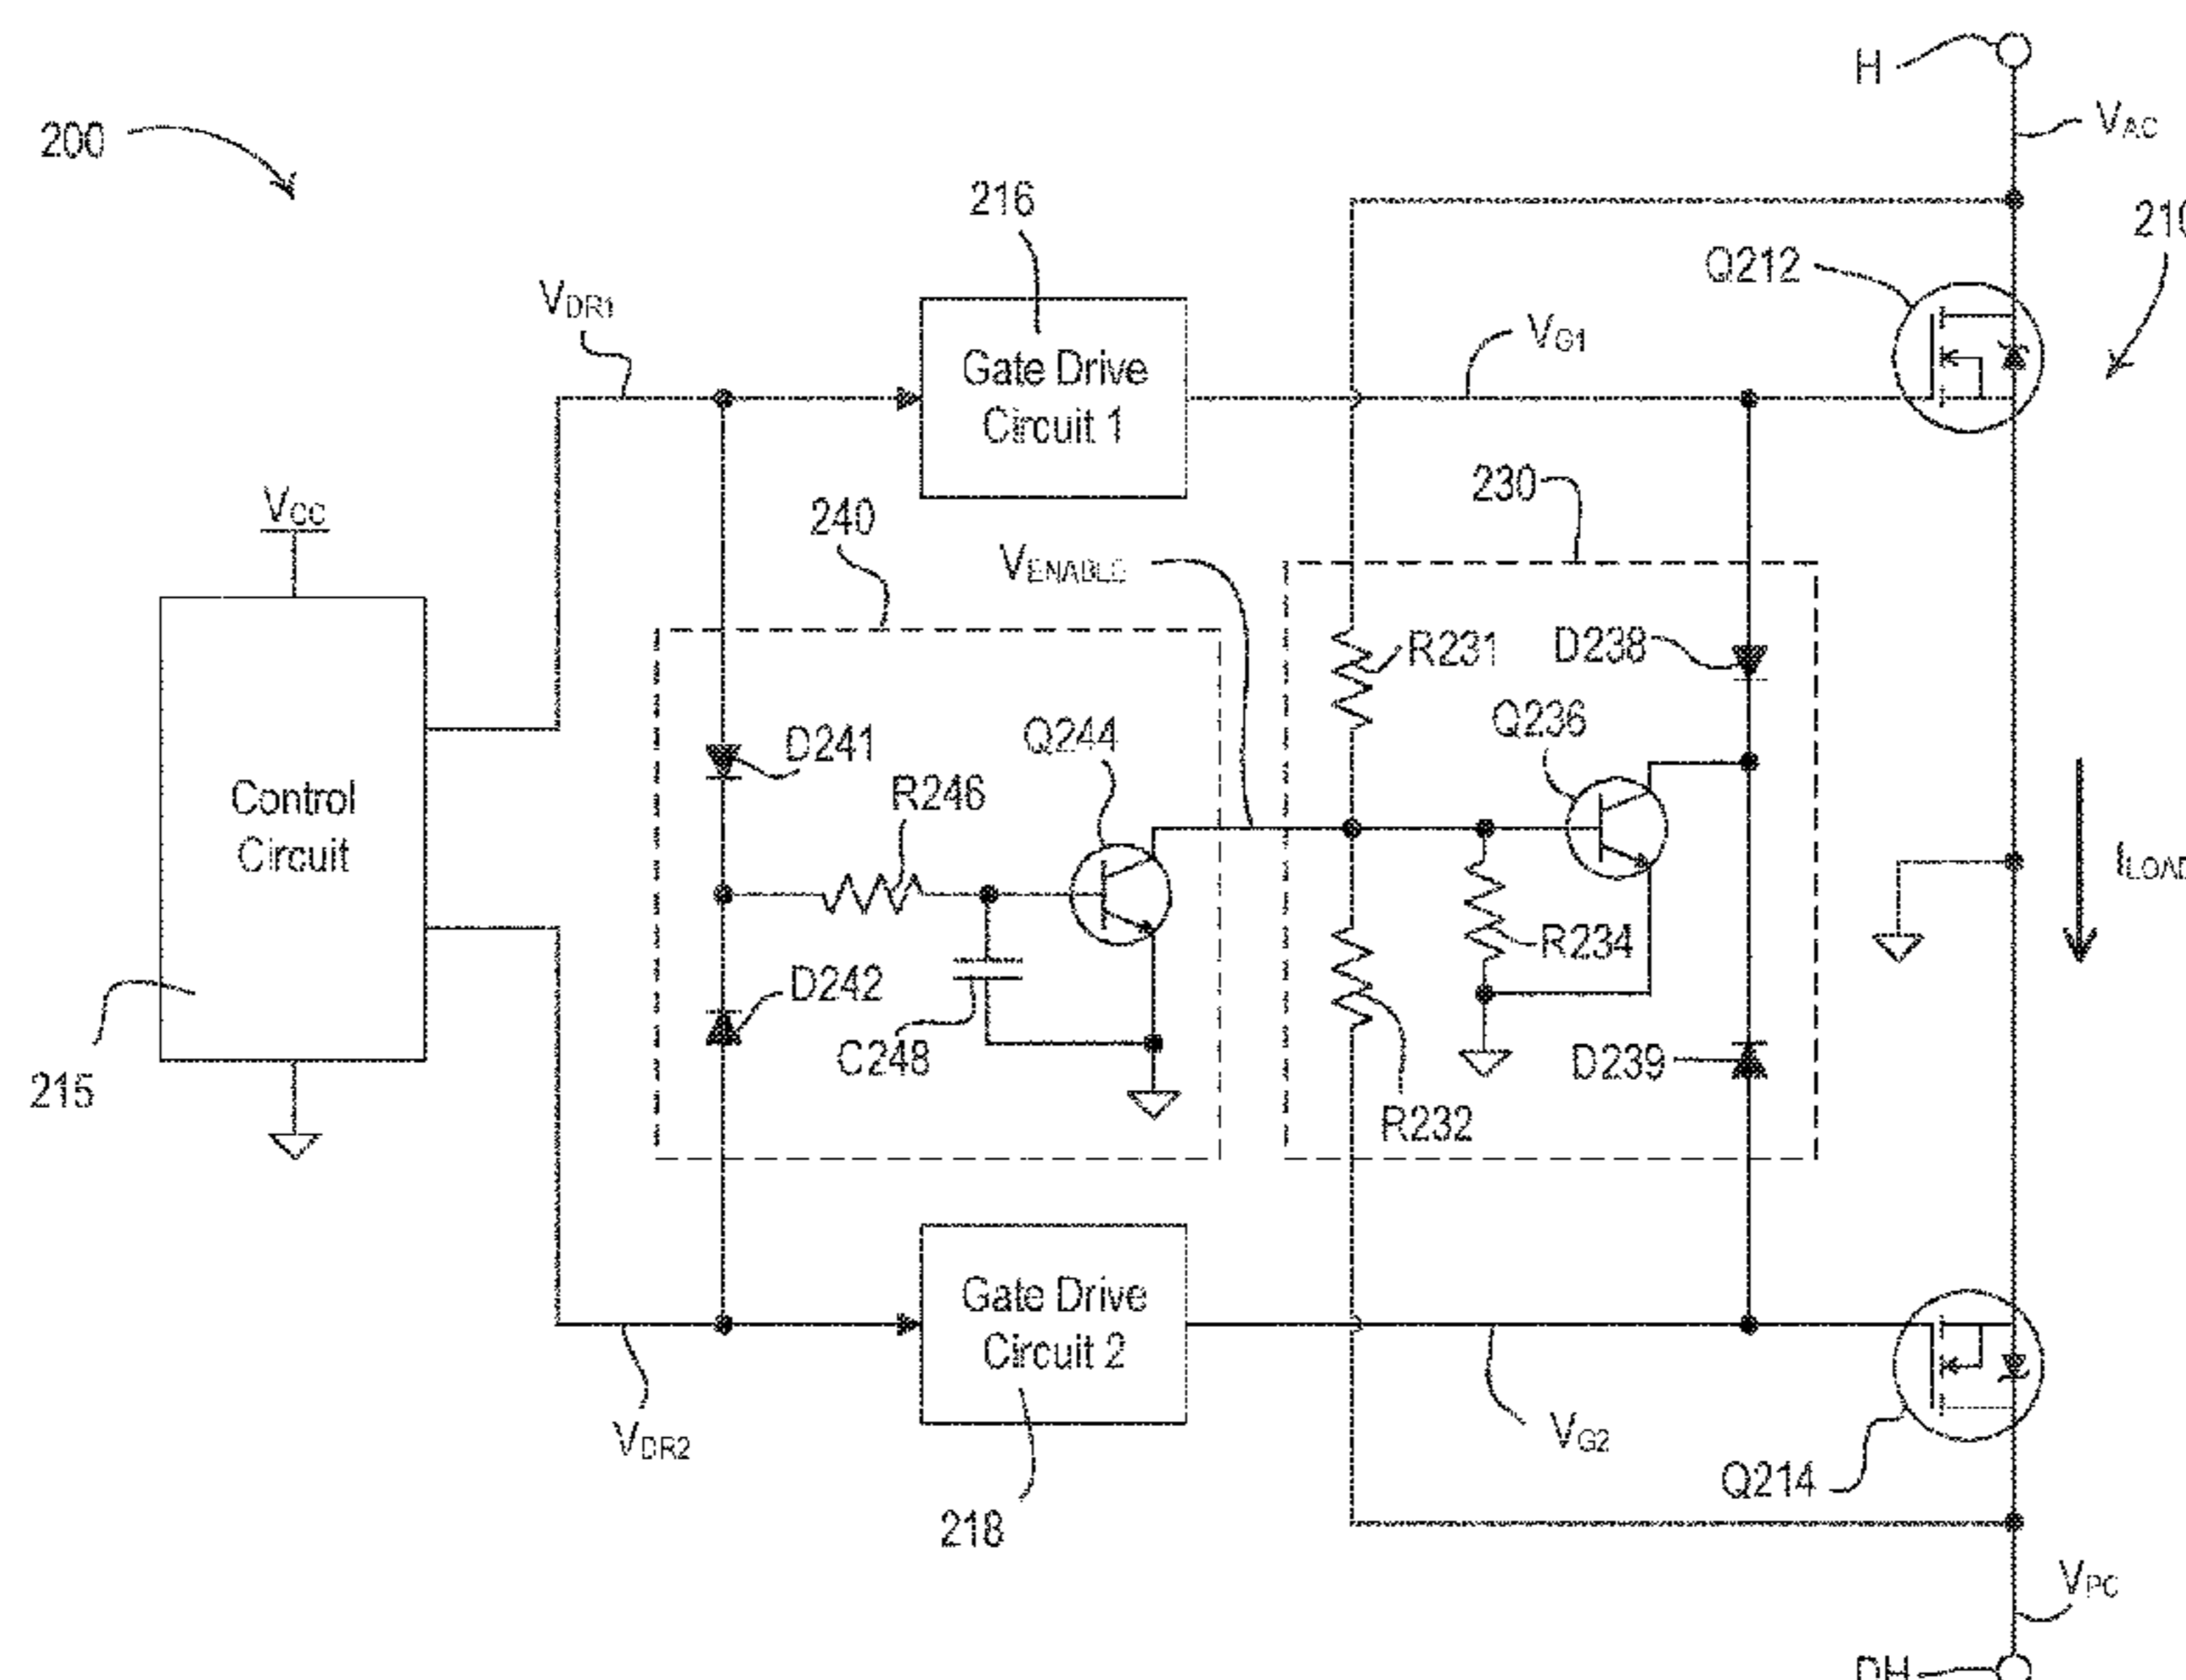 H
200
VAC
210
216
Q212
VDR1
VG1
Gate Drive
Circuit 1
230
VCC
240
VENABLE
R231
D238
Q236
Q244
D241
R246
Control
Circuit
ILOAD
R234
D242
C248
D239
215
R232
Gate Drive
Circuit 2
VDR2
VG2
Q214
218
VPC
DH